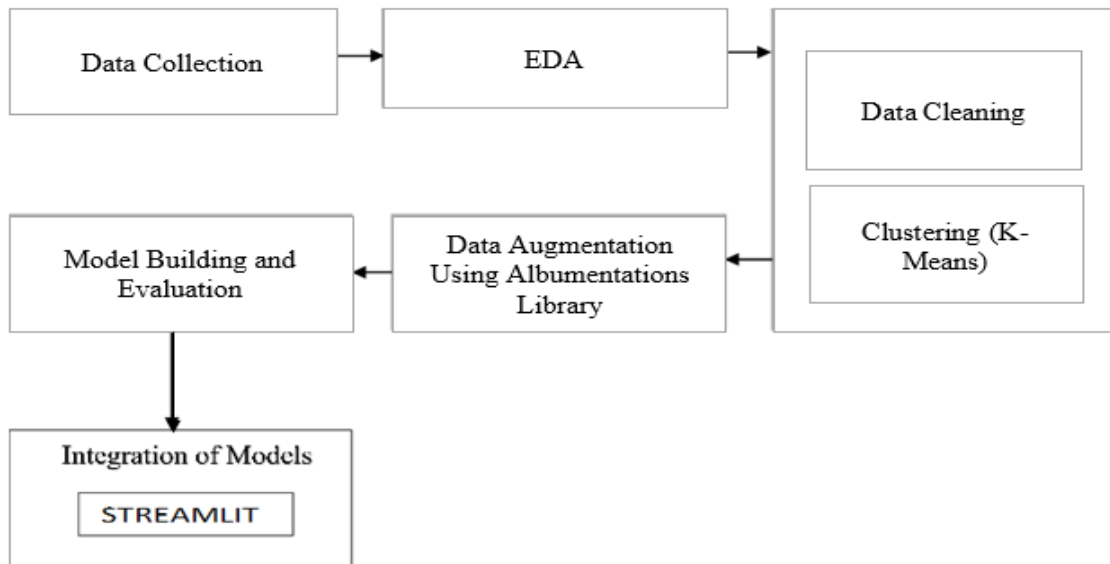 Data Collection
EDA
Data Cleaning
Clustering (K-
Means)
Data Augmentation
Using Albumentations
Library
Model Building and
Evaluation
Integration of Models
STREAMLIT